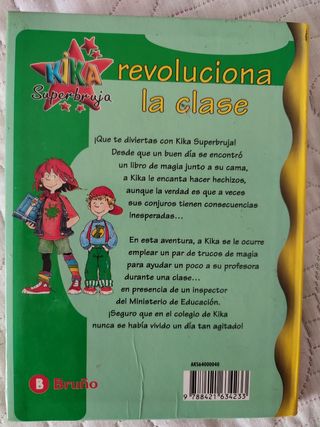 KIKA
Superbruja
revoluciona
la clase
¡Que te diviertas con Kika Superbruja!
Desde que un buen día se encontró
un libro de magia junto a su cama,
a Kika le encanta hacer hechizos,
aunque la verdad es que a veces
sus conjuros tienen consecuencias
inesperadas...
En esta aventura, a Kika se le ocurre
emplear un par de trucos de magia
para ayudar un poco a su profesora
durante una clase...
en presencia de un inspector
del Ministerio de Educación.
¡Seguro que en el colegio de Kika
nunca se había vivido un día tan agitado!
AK564000040
B Bruño
9 788421 634233